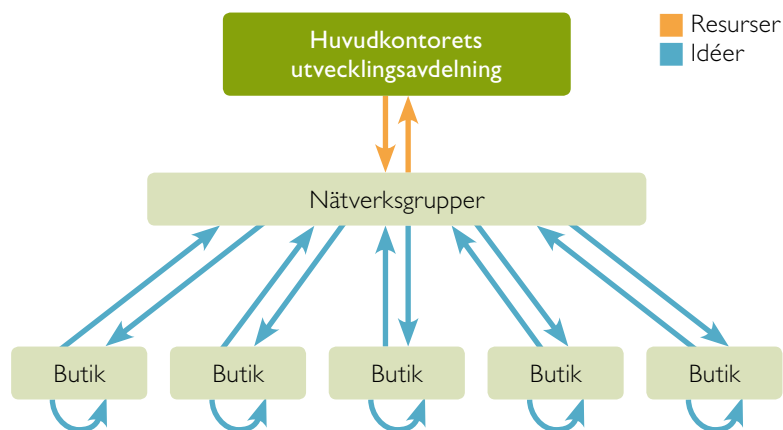 Huvudkontorets
utvecklingsavdelning
Resurser
Idéer
Nätverksgrupper
Butik
Butik
Butik
Butik
Butik